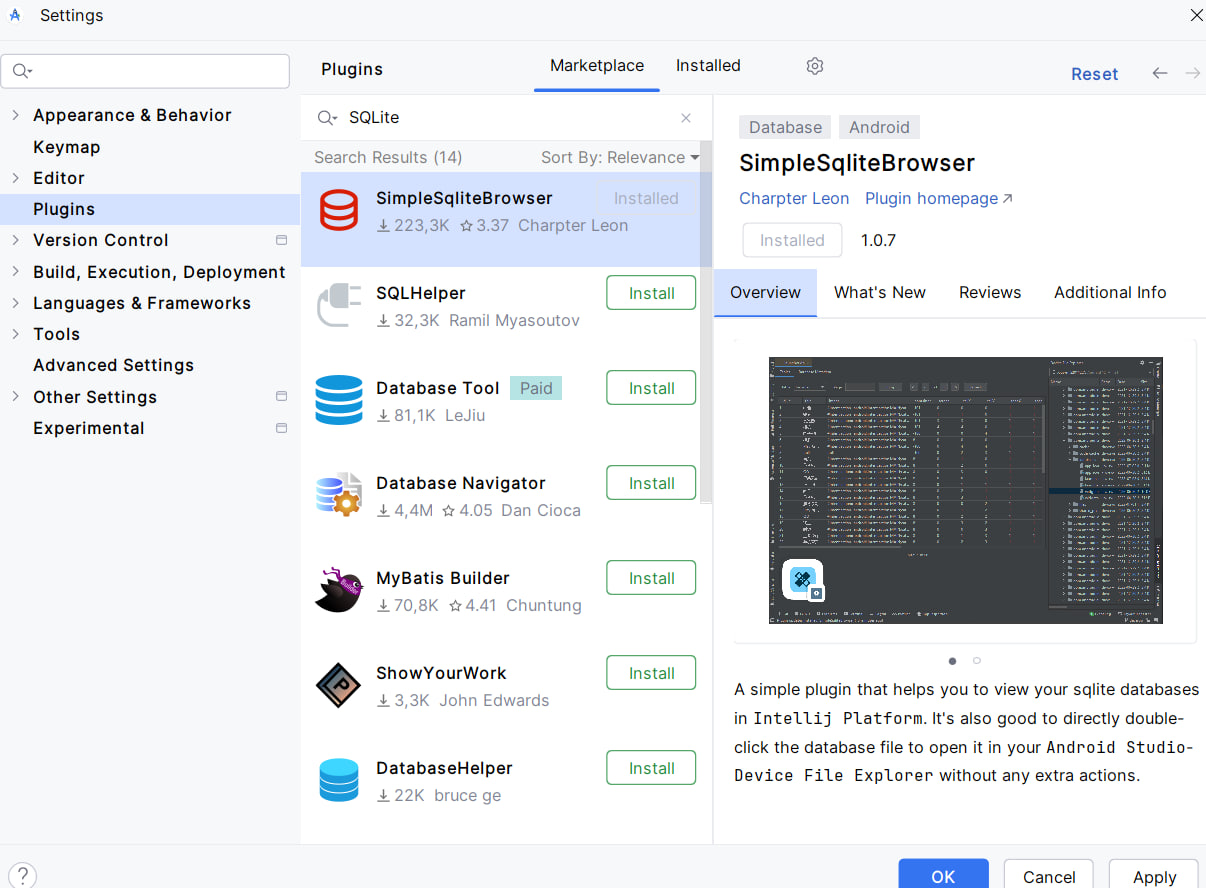 Settings
Appearance & Behavior
Keymap
Editor
Plugins
Version Control
Build, Execution, Deployment
Languages & Frameworks
Tools
Advanced Settings
Other Settings
Experimental
Plugins
Marketplace
Installed
Reset
SQLite
Search Results (14)
Sort By: Relevance
SimpleSqliteBrowser
Installed
223,3K 3.37 Charpter Leon
SQLHelper
Install
32,3K Ramil Myasoutov
Database Tool Paid
Install
81,1K LeJiu
Database Navigator
Install
4,4M 4.05 Dan Cioca
MyBatis Builder
Install
70,8K 4.41 Chuntung
ShowYourWork
Install
3,3K John Edwards
DatabaseHelper
Install
22K bruce ge
Database Android
SimpleSqliteBrowser
Charpter Leon Plugin homepage
Installed 1.0.7
Overview What's New Reviews Additional Info
A simple plugin that helps you to view your sqlite databases
in Intellij Platform. It's also good to directly double-
click the database file to open it in your Android Studio-
Device File Explorer without any extra actions.
?
OK
Cancel
Apply